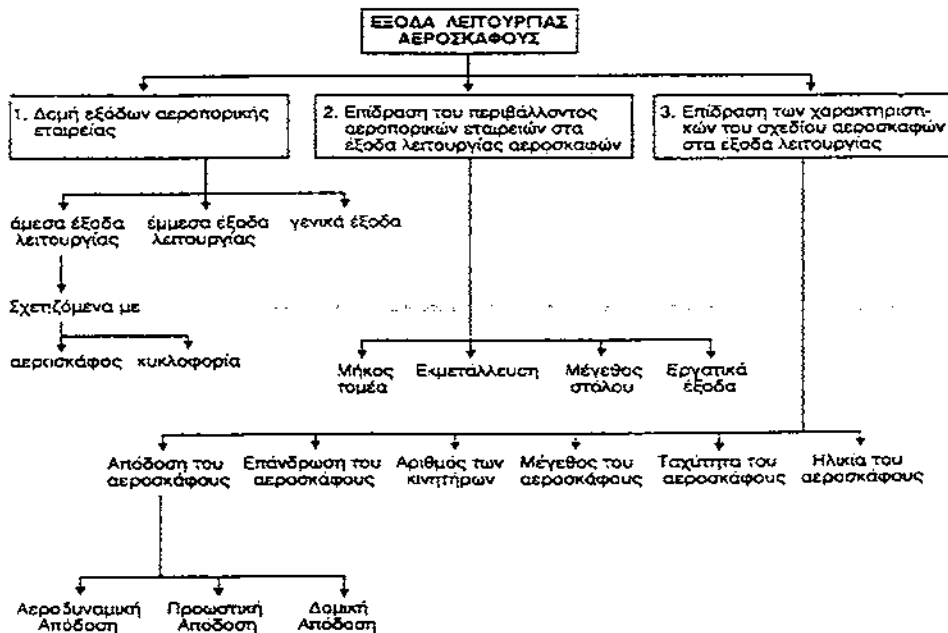 ΕΞΟΔΑ ΛΕΙΤΟΥΡΓΙΑΣ
ΑΕΡΟΣΚΑΦΟΥΣ
1. Δομή εξόδων αεροπορικής
εταιρείας
2. Επίδραση του περιβάλλοντος
αεροπορικών εταιρειών στα
έξοδα λειτουργίας αεροσκαφών
3. Επίδραση των χαρακτηριστι-
κών του σχεδίου αεροσκαφών
στα έξοδα λειτουργίας
άμεσα έξοδα
λειτουργίας
έμμεσα έξοδα
λειτουργίας
γενικά έξοδα
Σχετιζόμενα με
αεροσκάφος
κυκλοφορία
Μήκος
τομέα
Εκμετάλλευση
Μέγεθος
στόλου
Εργατικά
έξοδα
Απόδοση του
αεροσκάφους
Επάνδρωση του
αεροσκάφους
Αριθμός των
κινητήρων
Μέγεθος του
αεροσκάφους
Ταχύτητα του
αεροσκάφους
Ηλικία του
αεροσκάφους
Αεροδυναμική
Απόδοση
Προωστική
Απόδοση
Δομική
Απόδοση